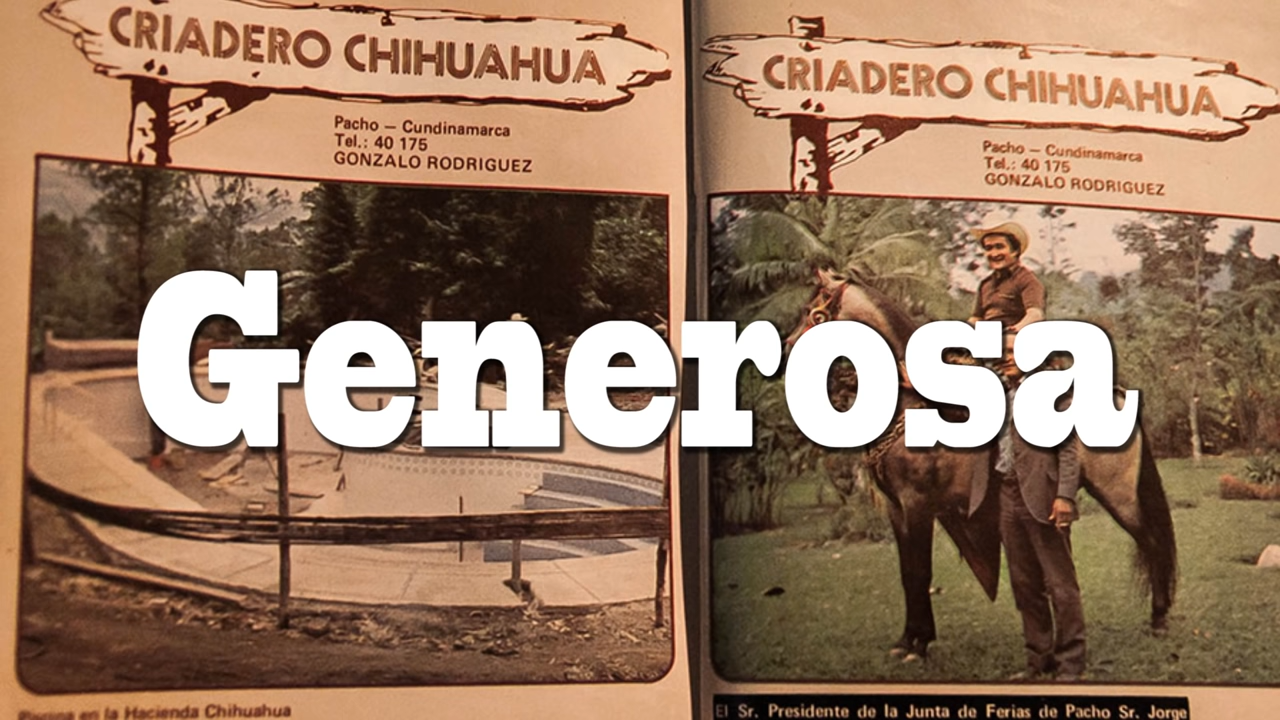 CRIADERO CHIHUAHUA
Pacho – Cundinamarca
Tel.: 40 175
GONZALO RODRIGUEZ
Piscina en la Hacienda Chihuahua
CRIADERO CHIHUAHUA
Pacho – Cundinamarca
Tel.: 40 175
GONZALO RODRIGUEZ
El Sr. Presidente de la Junta de Ferias de Pacho Sr. Jorge
Generosa